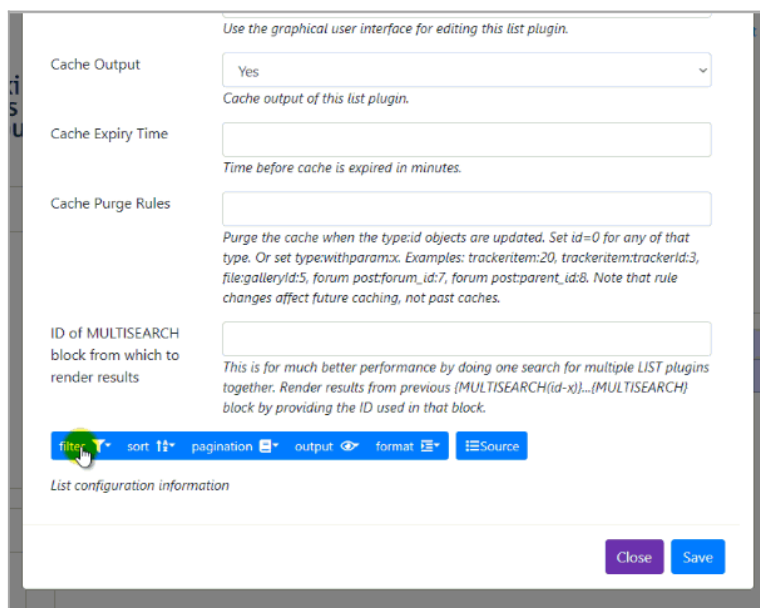 Use the graphical user interface for editing this list plugin.
Cache Output
Yes
Cache output of this list plugin.
Cache Expiry Time
Time before cache is expired in minutes.
Cache Purge Rules
Purge the cache when the type:id objects are updated. Set id=0 for any of that
type. Or set type:withparam:x. Examples: trackeritem:20, trackeritem:trackerId:3,
file:galleryId:5, forum post:forum_id:7, forum post:parent_id:8. Note that rule
changes affect future caching, not past caches.
ID of MULTISEARCH
block from which to
render results
This is for much better performance by doing one search for multiple LIST plugins
together. Render results from previous {MULTISEARCH(id-x)}...{MULTISEARCH}
block by providing the ID used in that block.
filter sort pagination output format Source
List configuration information
Close Save